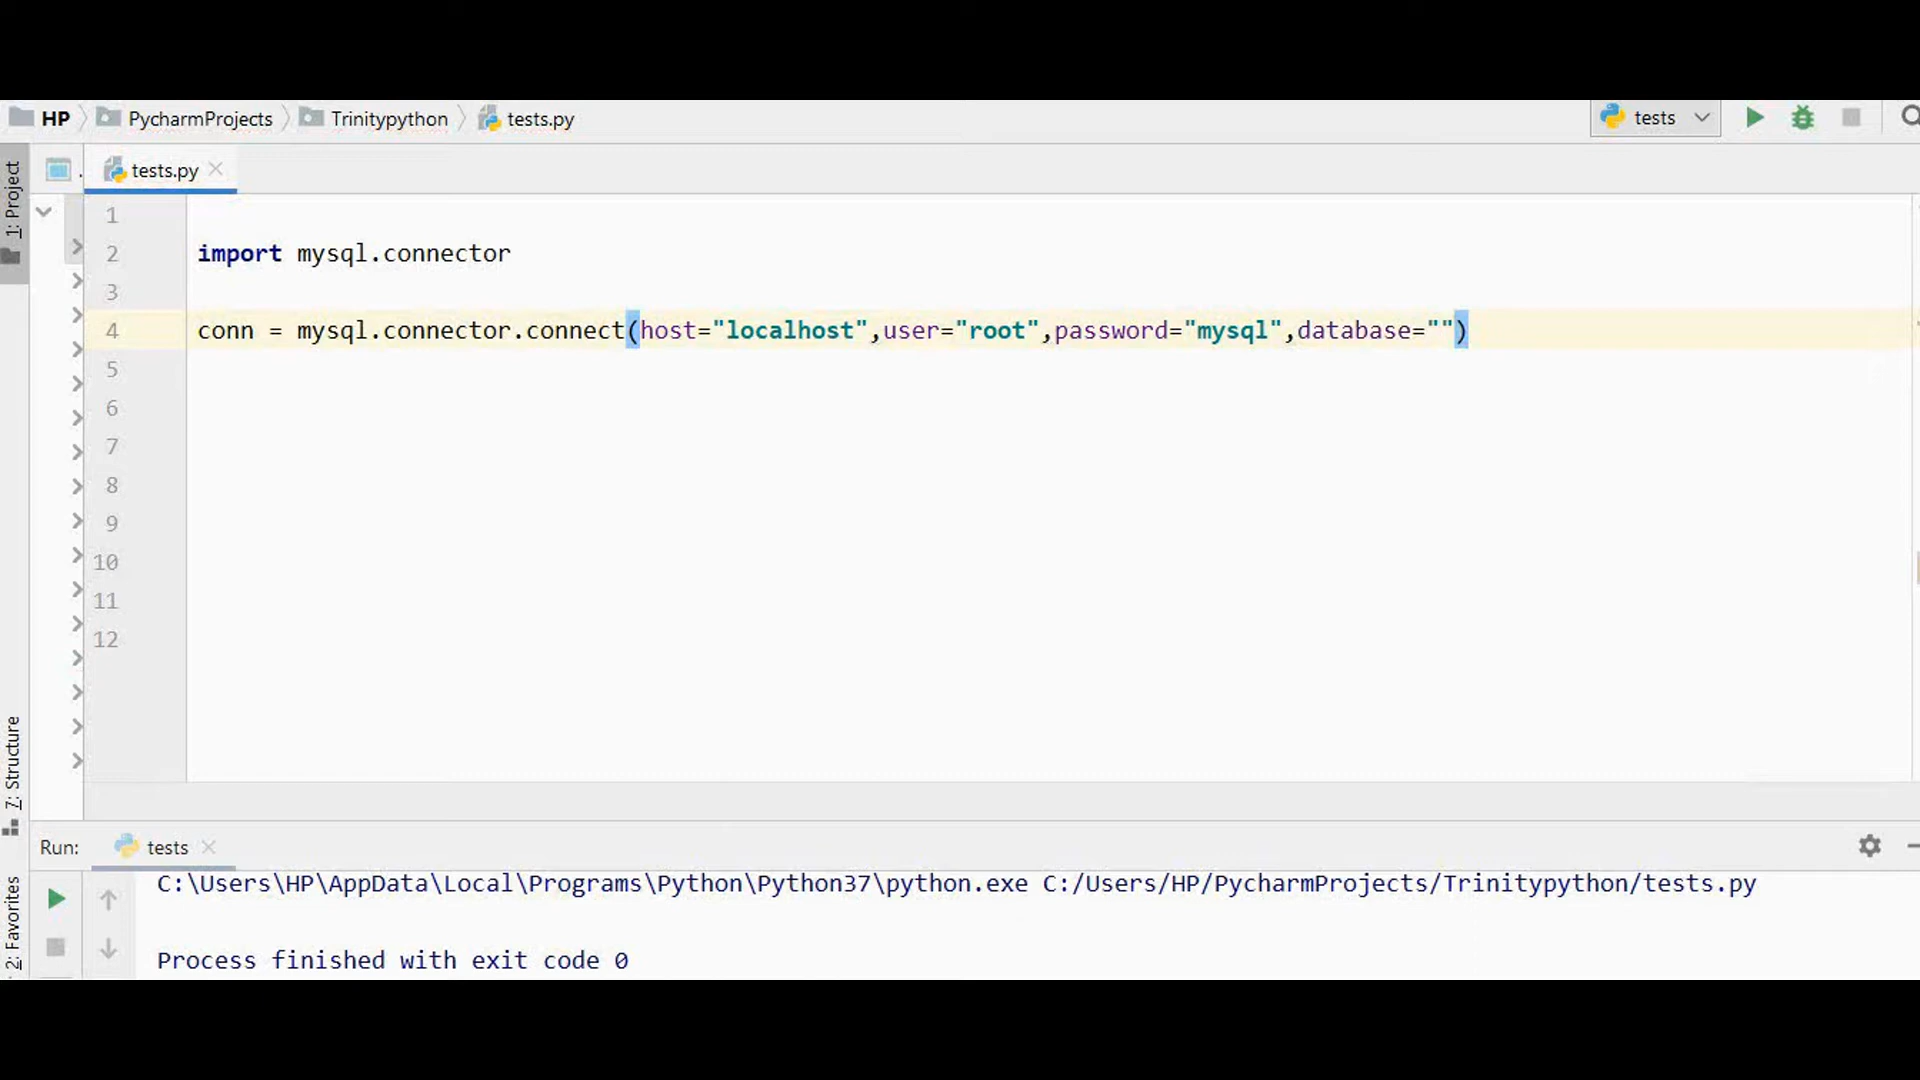 HP PycharmProjects Trinitypython tests.py tests
1: Project
. tests.py
1
2 import mysql.connector
3
4 conn = mysql.connector.connect(host="localhost",user="root",password="mysql",database="")
5
6
7
8
9
10
11
12
7: Structure
2: Favorites
Run: tests
C:\Users\HP\AppData\Local\Programs\Python\Python37\python.exe C:/Users/HP/PycharmProjects/Trinitypython/tests.py
Process finished with exit code 0